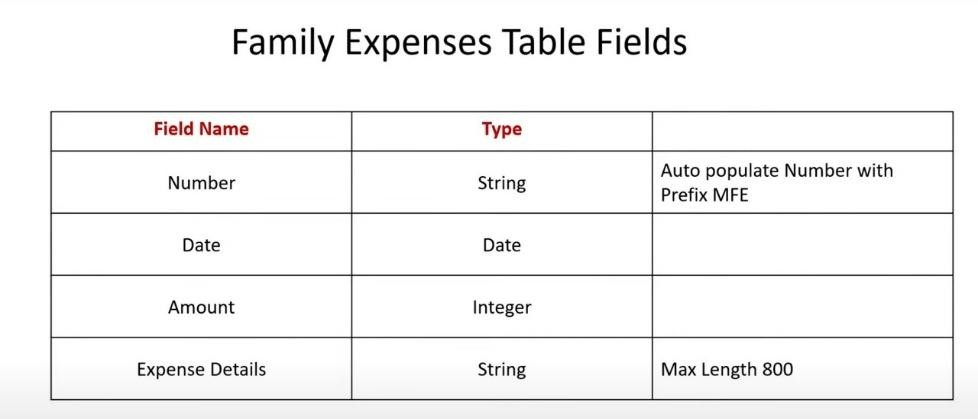 Family Expenses Table Fields
Field Name Type
Number String Auto populate Number with
Prefix MFE
Date Date
Amount Integer
Expense Details String Max Length 800